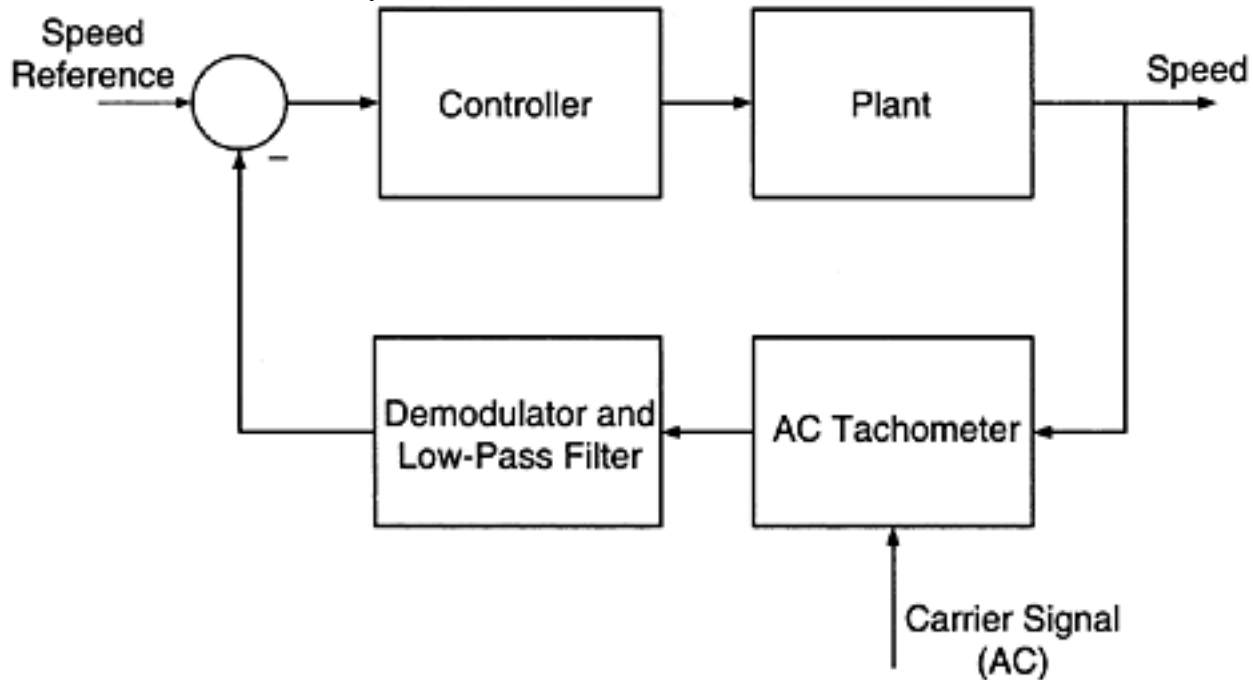 Speed
Reference
Controller
Plant
Speed
−
Demodulator and
Low-Pass Filter
AC Tachometer
Carrier Signal
(AC)